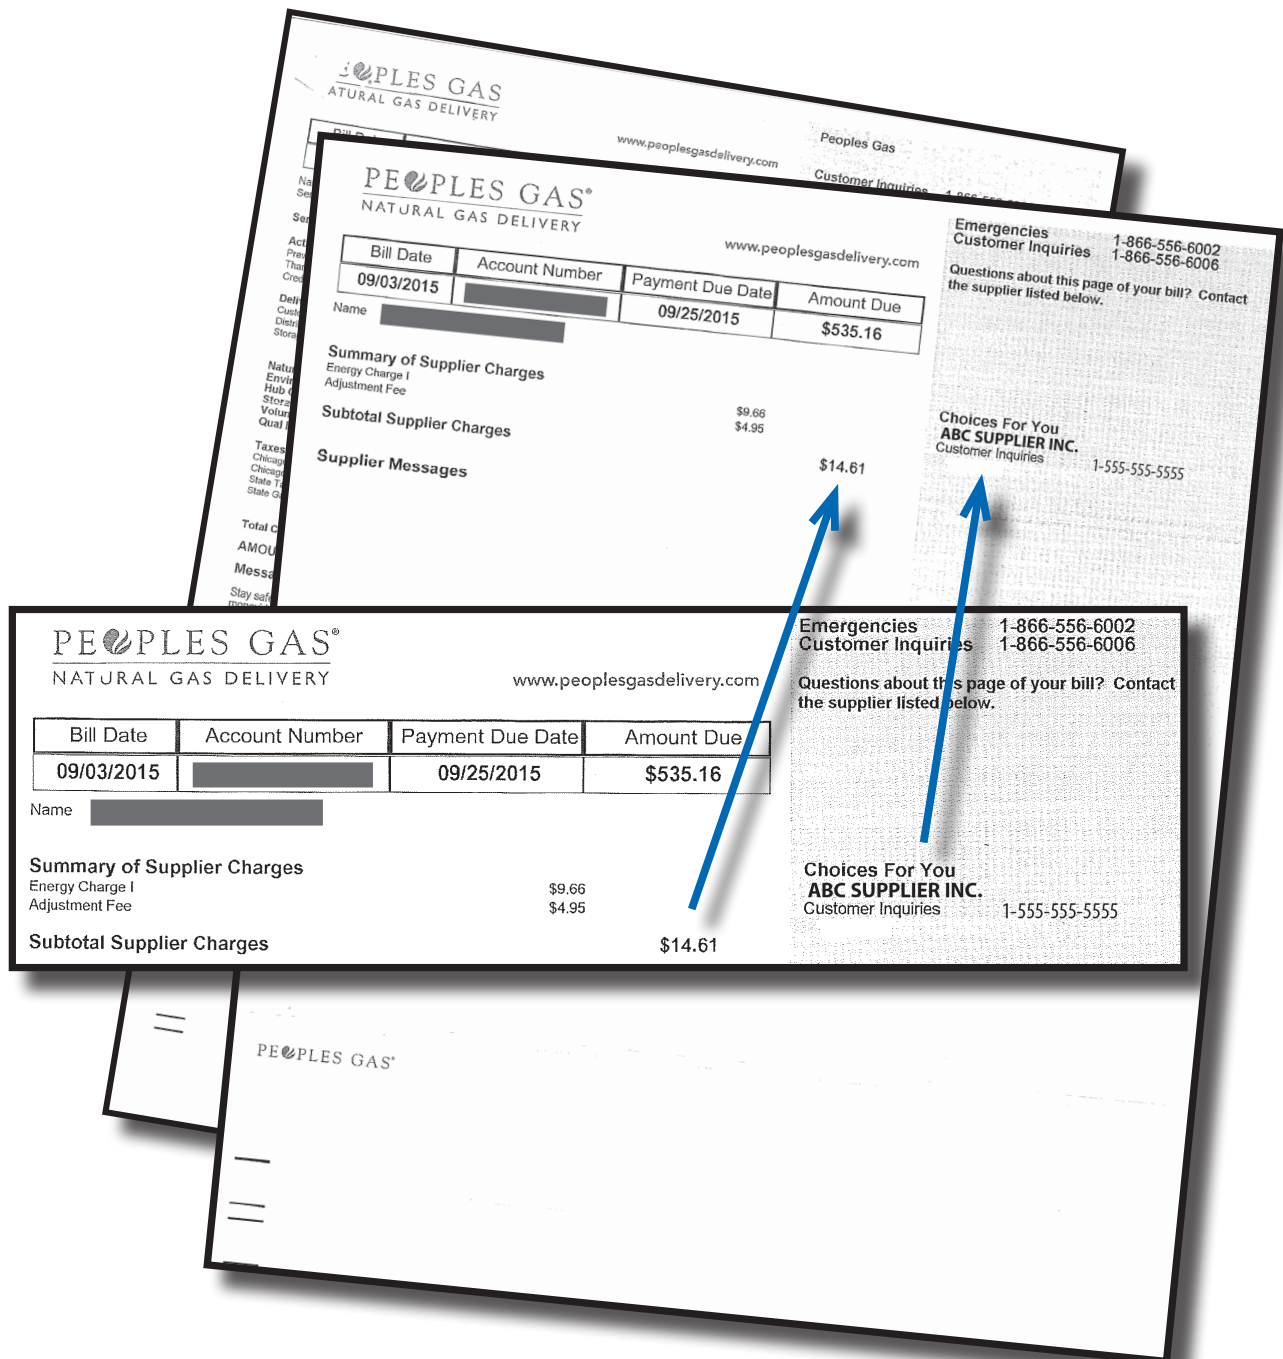 PEOPLES GAS
NATURAL GAS DELIVERY
www.peoplesgasdelivery.com
Peoples Gas
Customer Inquiries
Taxes
Chicago
Chicago
Total C
AMOU
Messa
Stay safe
PEOPLES GAS®
NATURAL GAS DELIVERY
www.peoplesgasdelivery.com
Emergencies 1-866-556-6002
Customer Inquiries 1-866-556-6006
Questions about this page of your bill? Contact
the supplier listed below.
Bill Date Account Number Payment Due Date Amount Due
09/03/2015 09/25/2015 $535.16
Name
Summary of Supplier Charges
Energy Charge I $9.66
Adjustment Fee $4.95
Subtotal Supplier Charges $14.61
Supplier Messages
Choices For You
ABC SUPPLIER INC.
Customer Inquiries 1-555-555-5555
PEOPLES GAS®
NATURAL GAS DELIVERY
www.peoplesgasdelivery.com
Emergencies 1-866-556-6002
Customer Inquiries 1-866-556-6006
Questions about this page of your bill? Contact
the supplier listed below.
Bill Date Account Number Payment Due Date Amount Due
09/03/2015 09/25/2015 $535.16
Name
Summary of Supplier Charges
Energy Charge I $9.66
Adjustment Fee $4.95
Subtotal Supplier Charges $14.61
Choices For You
ABC SUPPLIER INC.
Customer Inquiries 1-555-555-5555
PEOPLES GAS®